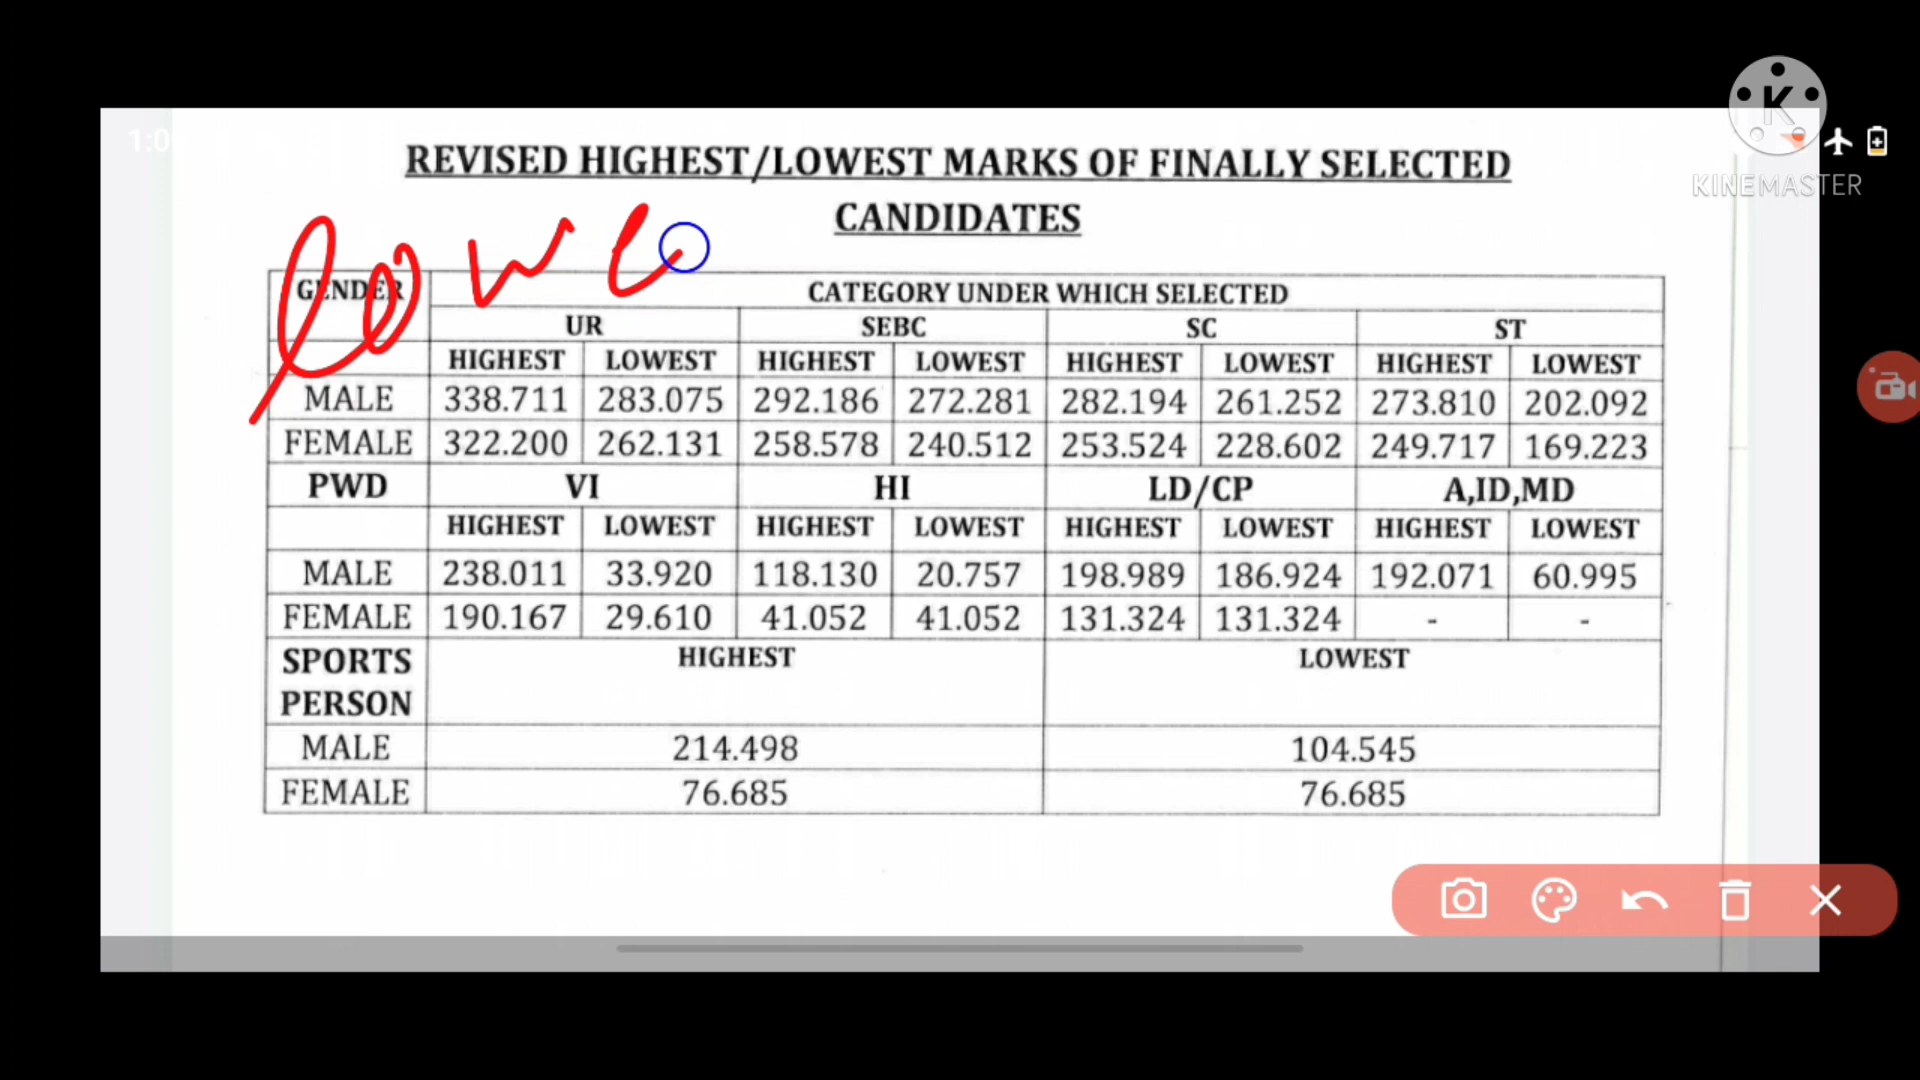 1:0
KINEMASTER
REVISED HIGHEST/LOWEST MARKS OF FINALLY SELECTED
CANDIDATES
lowe
GENDER CATEGORY UNDER WHICH SELECTED
UR SEBC SC ST
HIGHEST LOWEST HIGHEST LOWEST HIGHEST LOWEST HIGHEST LOWEST
MALE 338.711 283.075 292.186 272.281 282.194 261.252 273.810 202.092
FEMALE 322.200 262.131 258.578 240.512 253.524 228.602 249.717 169.223
PWD VI HI LD/CP A,ID,MD
HIGHEST LOWEST HIGHEST LOWEST HIGHEST LOWEST HIGHEST LOWEST
MALE 238.011 33.920 118.130 20.757 198.989 186.924 192.071 60.995
FEMALE 190.167 29.610 41.052 41.052 131.324 131.324 - -
SPORTS HIGHEST LOWEST
PERSON
MALE 214.498 104.545
FEMALE 76.685 76.685